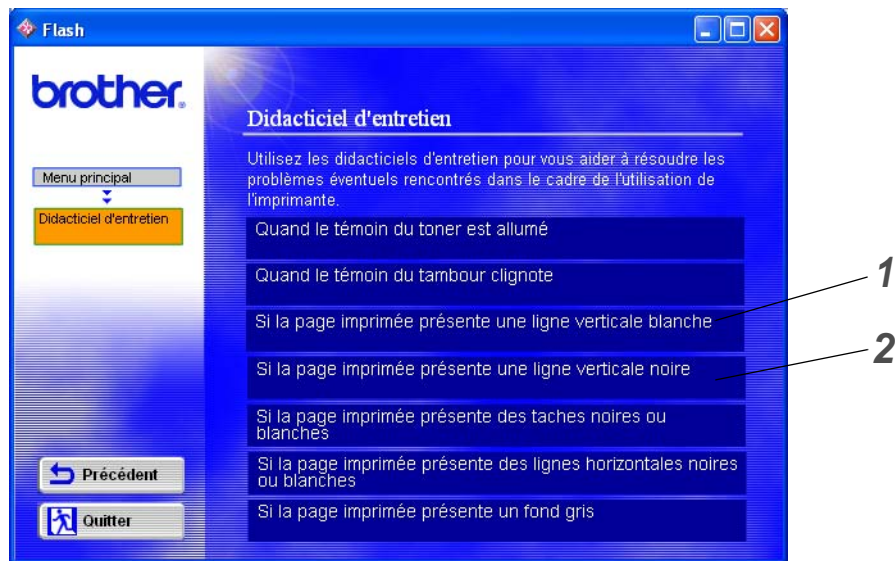 Flash
brother.
Didacticiel d'entretien
Utilisez les didacticiels d'entretien pour vous aider à résoudre les
problèmes éventuels rencontrés dans le cadre de l'utilisation de
l'imprimante.
Menu principal
Didacticiel d'entretien
Quand le témoin du toner est allumé
Quand le témoin du tambour clignote
Si la page imprimée présente une ligne verticale blanche
1
Si la page imprimée présente une ligne verticale noire
2
Si la page imprimée présente des taches noires ou
blanches
Si la page imprimée présente des lignes horizontales noires
ou blanches
Si la page imprimée présente un fond gris
Précédent
Quitter